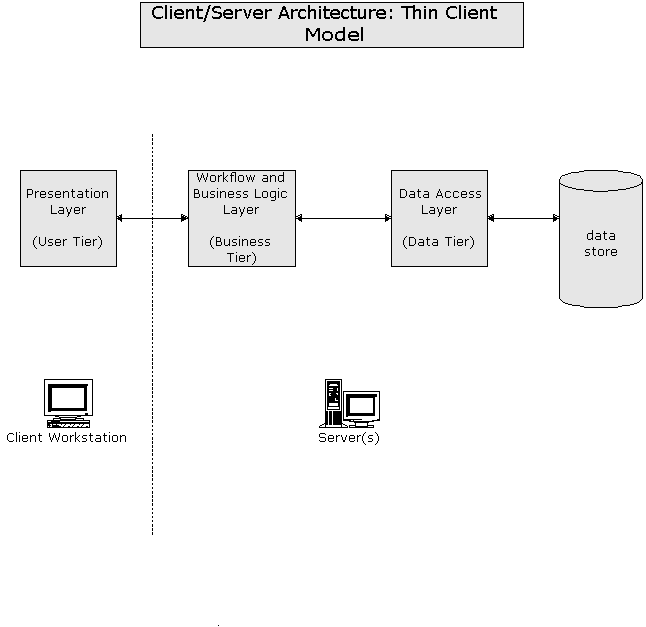 Client/Server Architecture: Thin Client
Model
Presentation
Layer
(User Tier)
Workflow and
Business Logic
Layer
(Business
Tier)
Data Access
Layer
(Data Tier)
data
store
Client Workstation
Server(s)